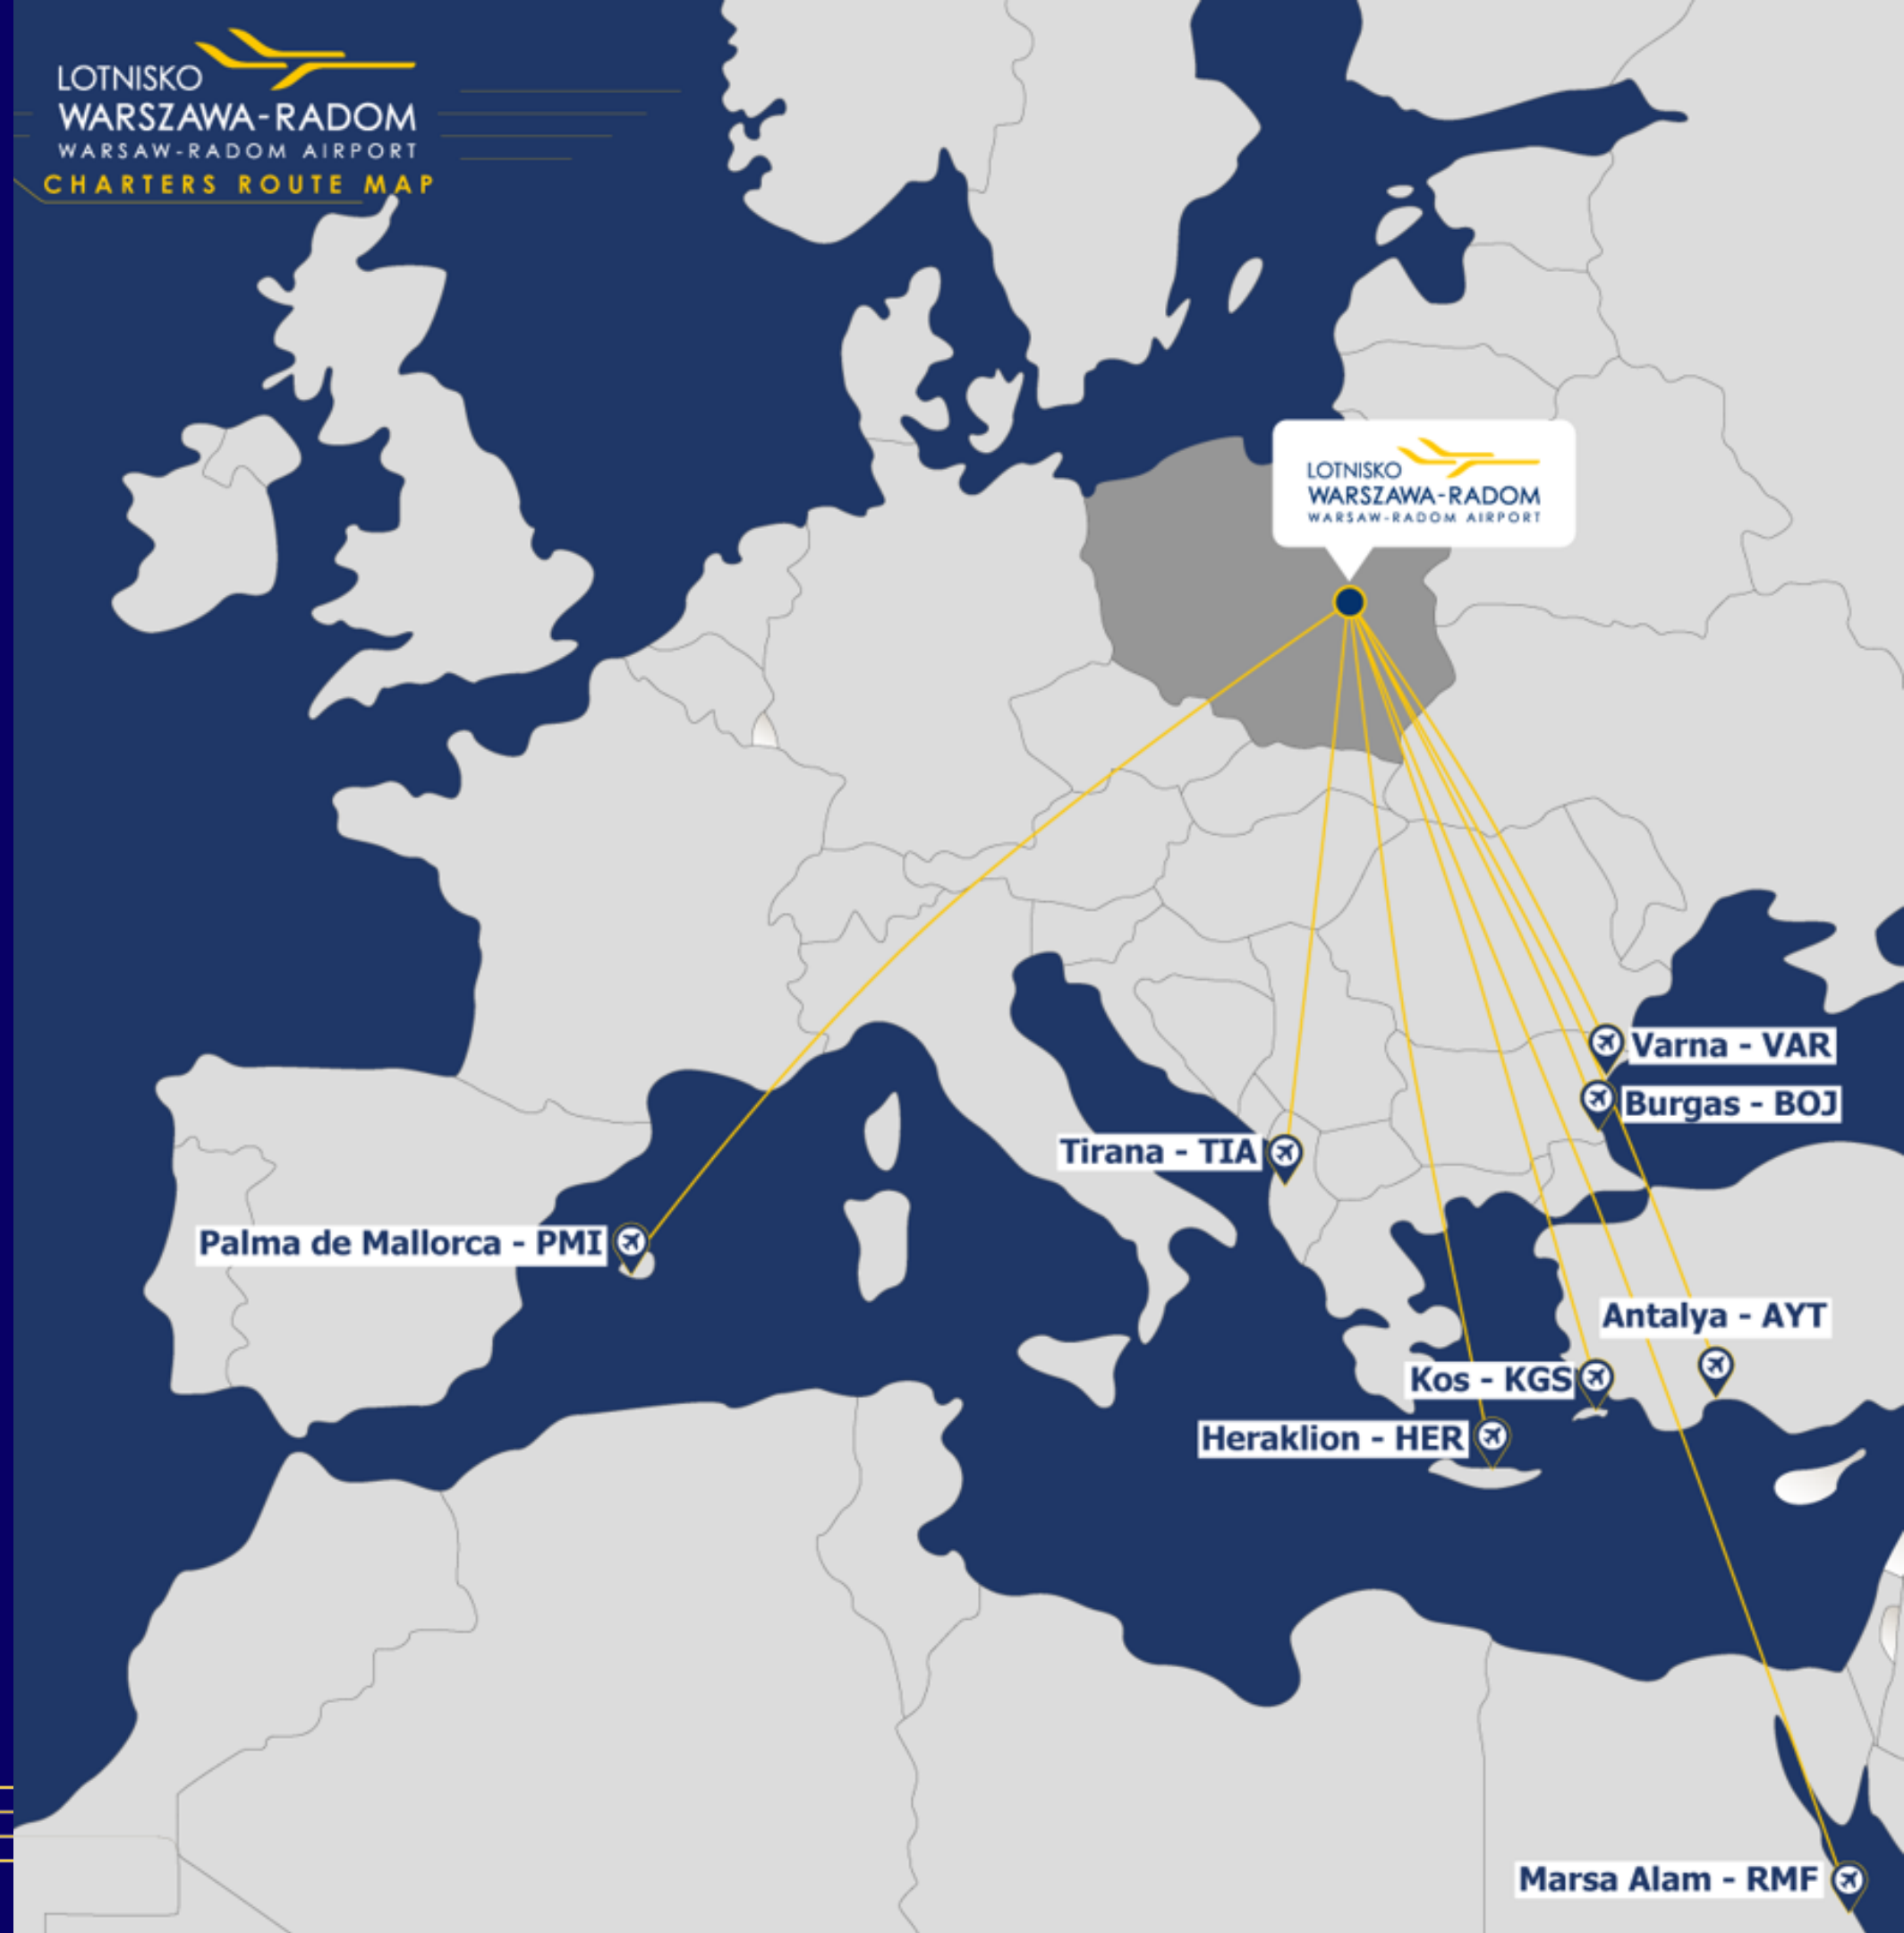 LOTNISKO
WARSZAWA-RADOM
WARSAW-RADOM AIRPORT
CHARTERS ROUTE MAP
LOTNISKO
WARSZAWA-RADOM
WARSAW-RADOM AIRPORT
Varna - VAR
Burgas - BOJ
Tirana - TIA
Palma de Mallorca - PMI
Antalya - AYT
Kos - KGS
Heraklion - HER
Marsa Alam - RMF